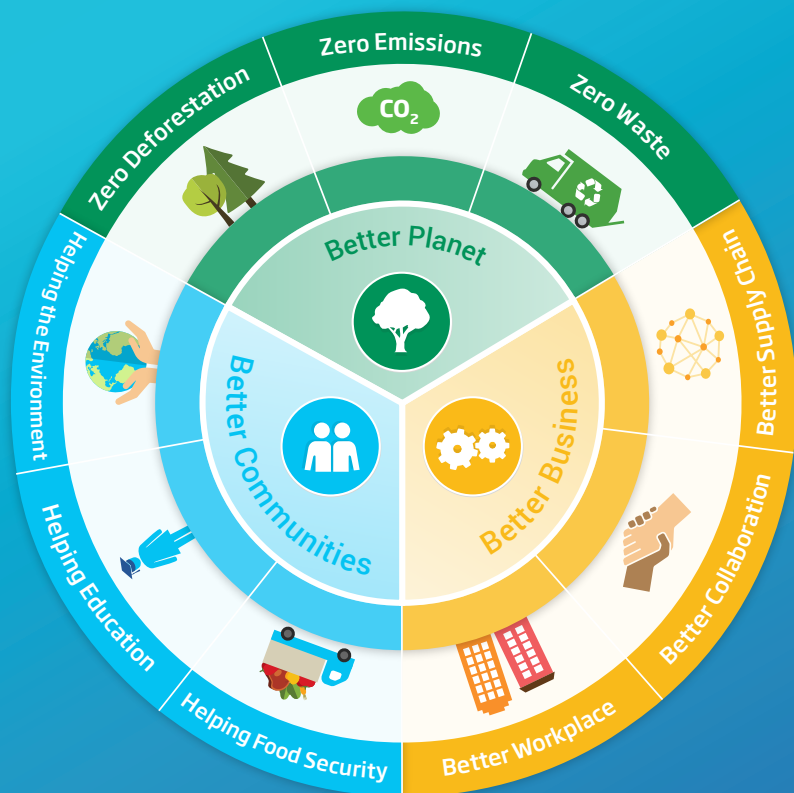 Zero Deforestation
Zero Emissions
Zero Waste
CO2
Better Planet
Better Supply Chain
Better Collaboration
Better Workplace
Better Business
Helping Food Security
Helping Education
Helping the Environment
Better Communities